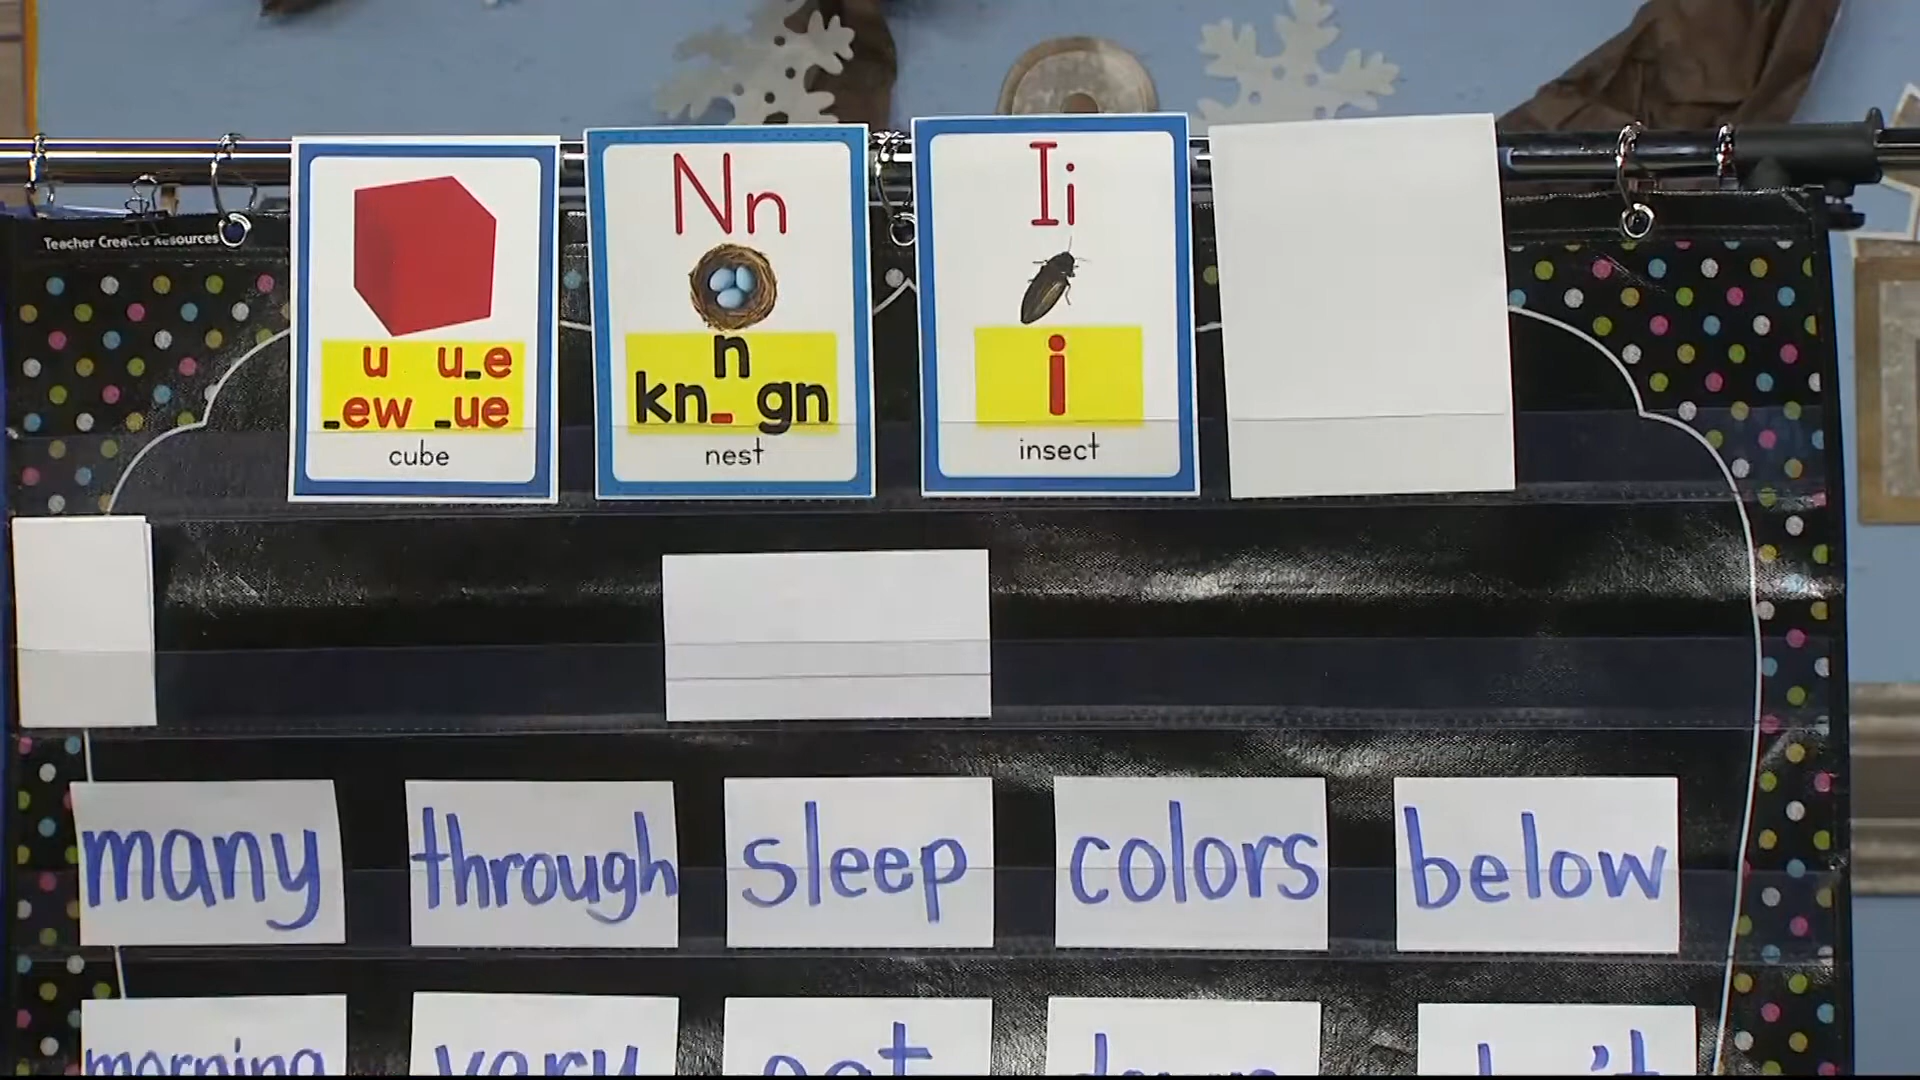 Teacher Created Resources
u u_e
_ew _ue
cube
Nn
n
kn_ gn
nest
Ii
i
insect
many through sleep colors below
morning very